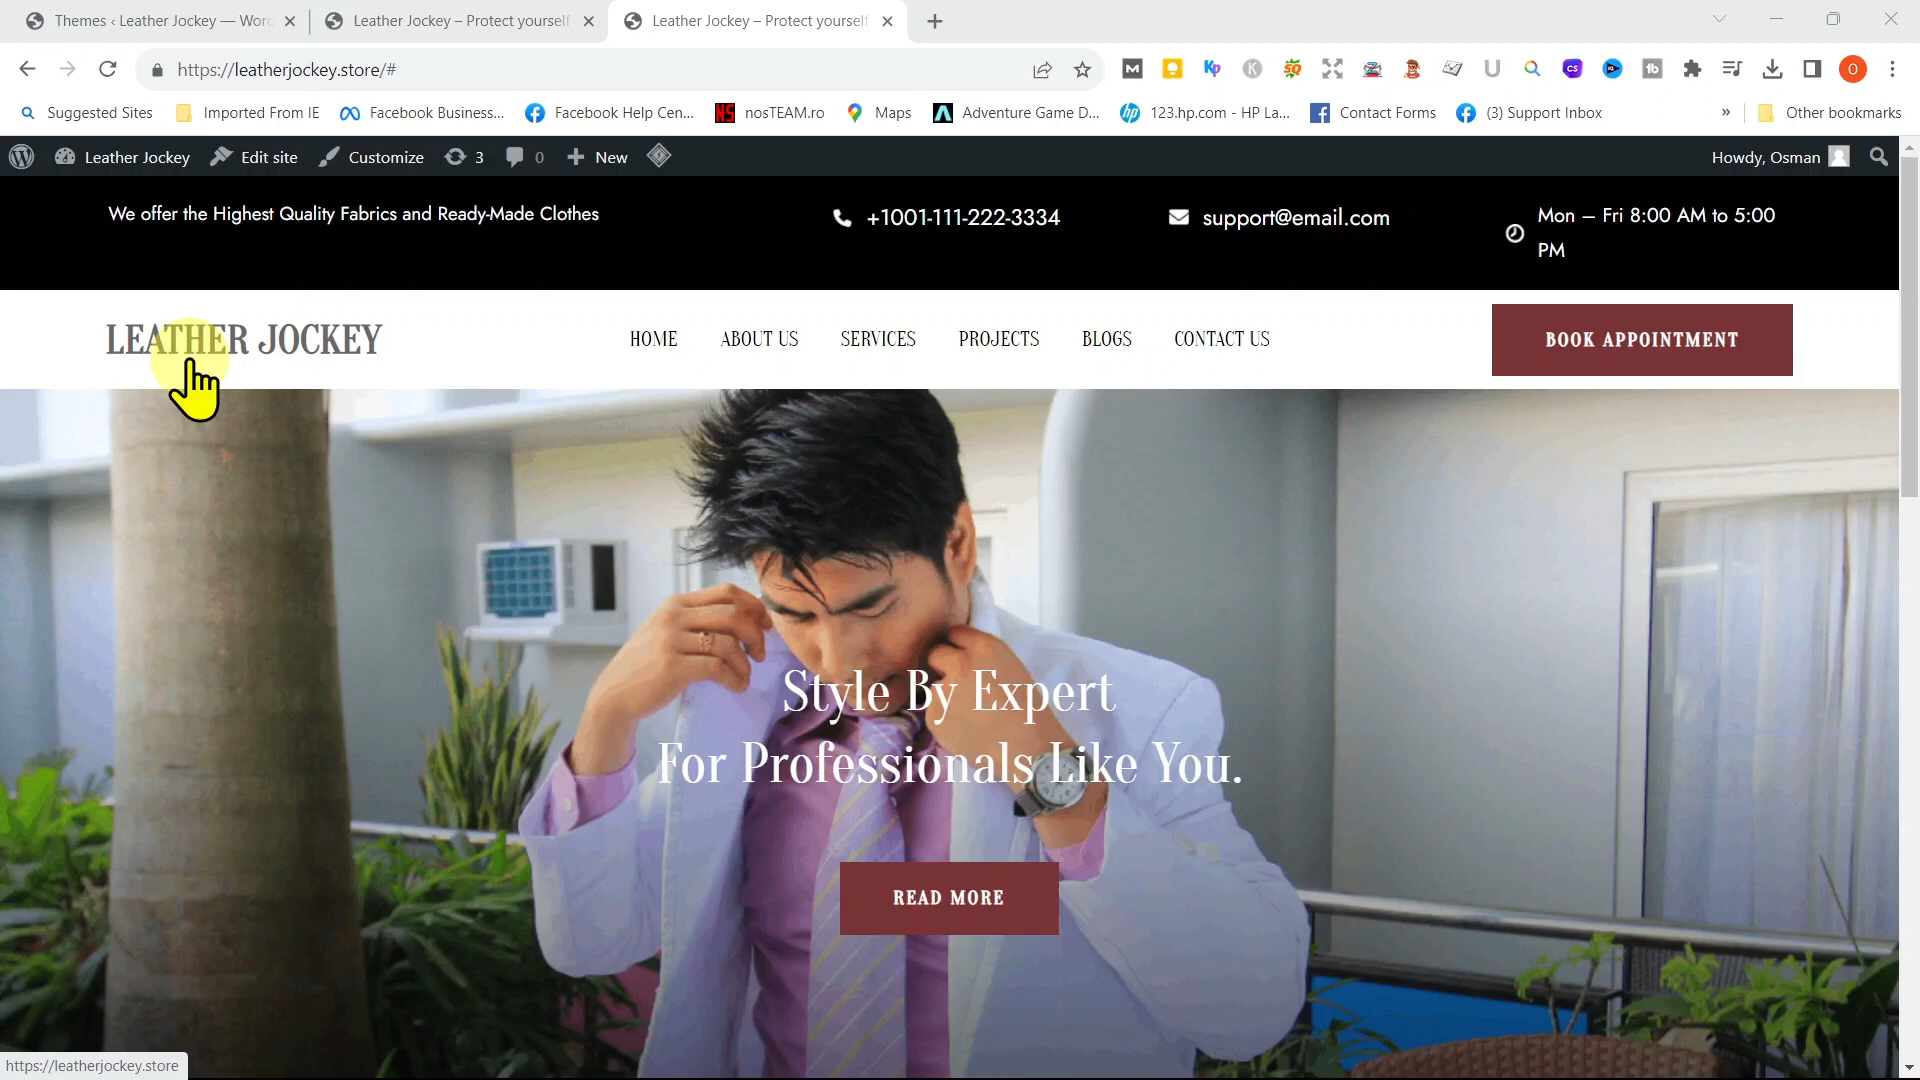 Themes ‹ Leather Jockey — Word
Leather Jockey – Protect yourself
Leather Jockey – Protect yourself
https://leatherjockey.store/#
Suggested Sites
Imported From IE
Facebook Business...
Facebook Help Cen...
nosTEAM.ro
Maps
Adventure Game D...
123.hp.com - HP La...
Contact Forms
(3) Support Inbox
»
Other bookmarks
Leather Jockey
Edit site
Customize
3
0
New
Howdy, Osman
We offer the Highest Quality Fabrics and Ready-Made Clothes
+1001-111-222-3334
support@email.com
Mon – Fri 8:00 AM to 5:00
PM
LEATHER JOCKEY
HOME
ABOUT US
SERVICES
PROJECTS
BLOGS
CONTACT US
BOOK APPOINTMENT
Style By Expert
For Professionals Like You.
READ MORE
https://leatherjockey.store